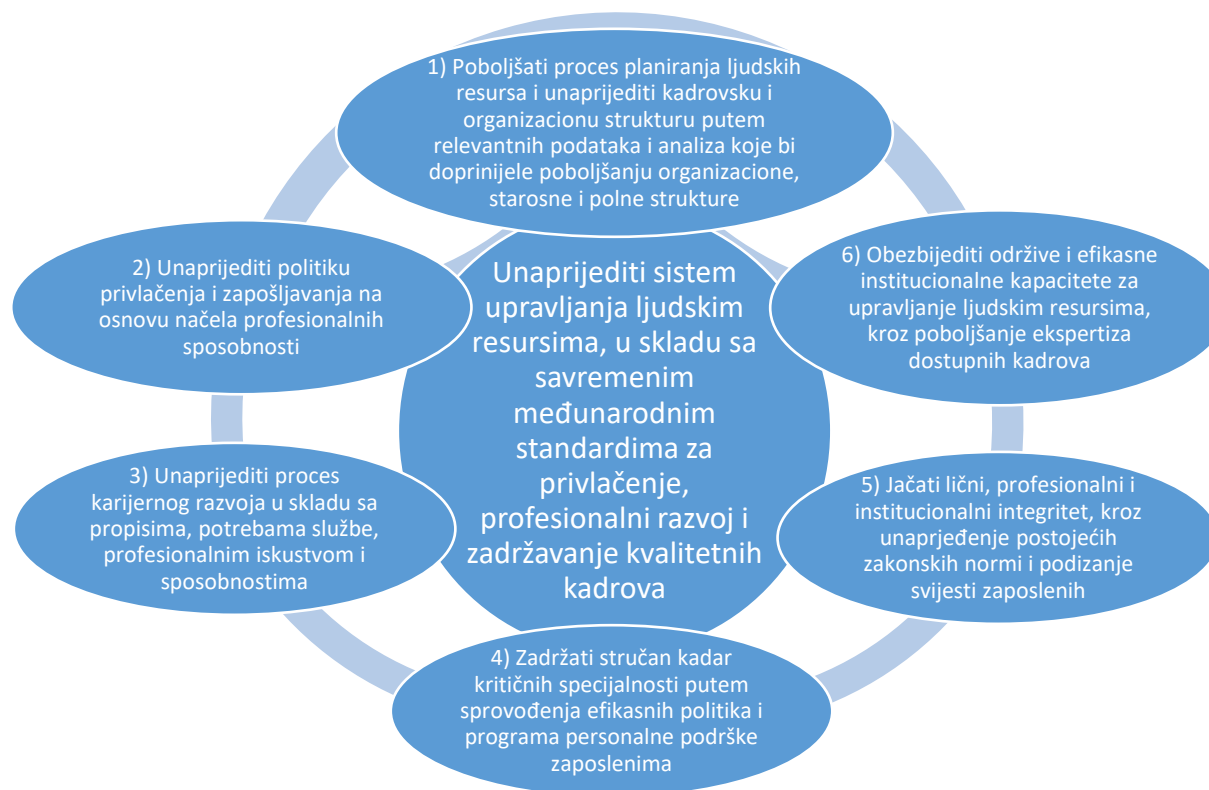 1) Poboljšati proces planiranja ljudskih
resursa i unaprijediti kadrovsku i
organizacionu strukturu putem
relevantnih podataka i analiza koje bi
doprinijele poboljšanju organizacione,
starosne i polne strukture
2) Unaprijediti politiku
privlačenja i zapošljavanja na
osnovu načela profesionalnih
sposobnosti
3) Unaprijediti proces
karijernog razvoja u skladu sa
propisima, potrebama službe,
profesionalnim iskustvom i
sposobnostima
4) Zadržati stručan kadar
kritičnih specijalnosti putem
sprovođenja efikasnih politika i
programa personalne podrške
zaposlenima
5) Jačati lični, profesionalni i
institucionalni integritet, kroz
unaprjeđenje postojećih
zakonskih normi i podizanje
svijesti zaposlenih
6) Obezbijediti održive i efikasne
institucionalne kapacitete za
upravljanje ljudskim resursima,
kroz poboljšanje ekspertiza
dostupnih kadrova
Unaprijediti sistem
upravljanja ljudskim
resursima, u skladu sa
savremenim
međunarodnim
standardima za
privlačenje,
profesionalni razvoj i
zadržavanje kvalitetnih
kadrova